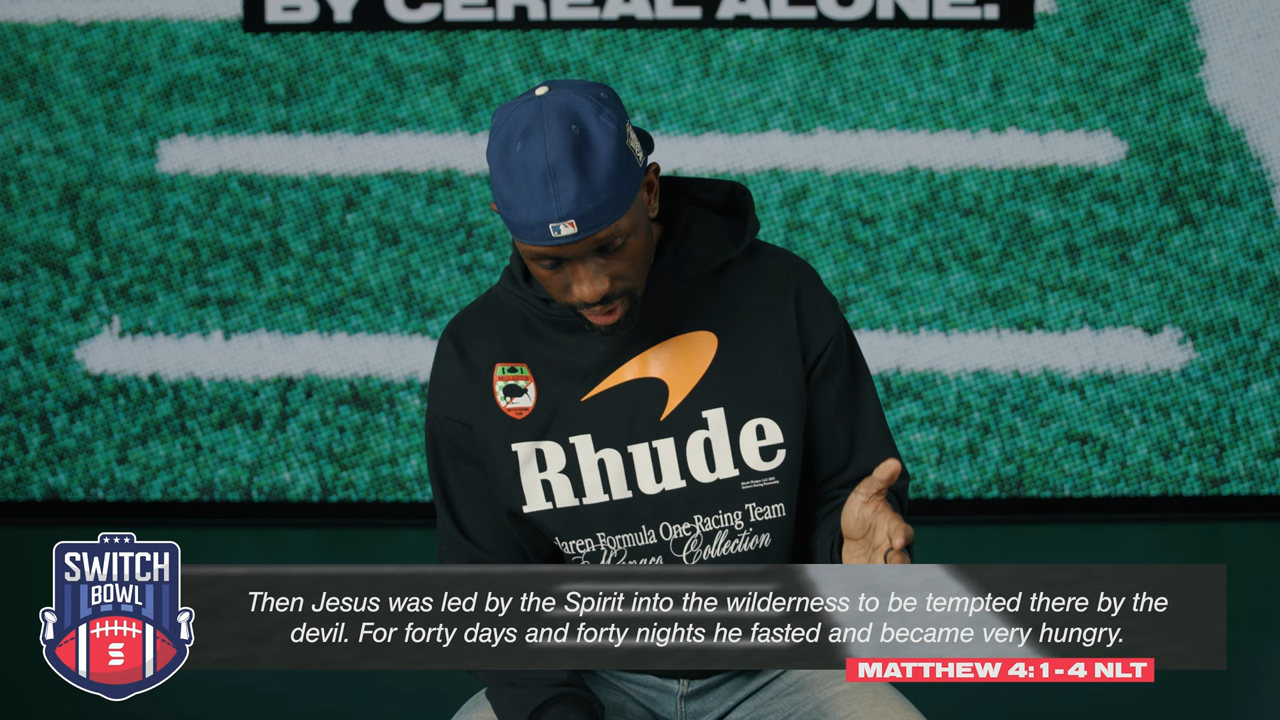 BY CEREAL ALONE.
Rhude
Laren Formula One Racing Team
Monaco Collection
SWITCH
BOWL
Then Jesus was led by the Spirit into the wilderness to be tempted there by the
devil. For forty days and forty nights he fasted and became very hungry.
MATTHEW 4:1-4 NLT